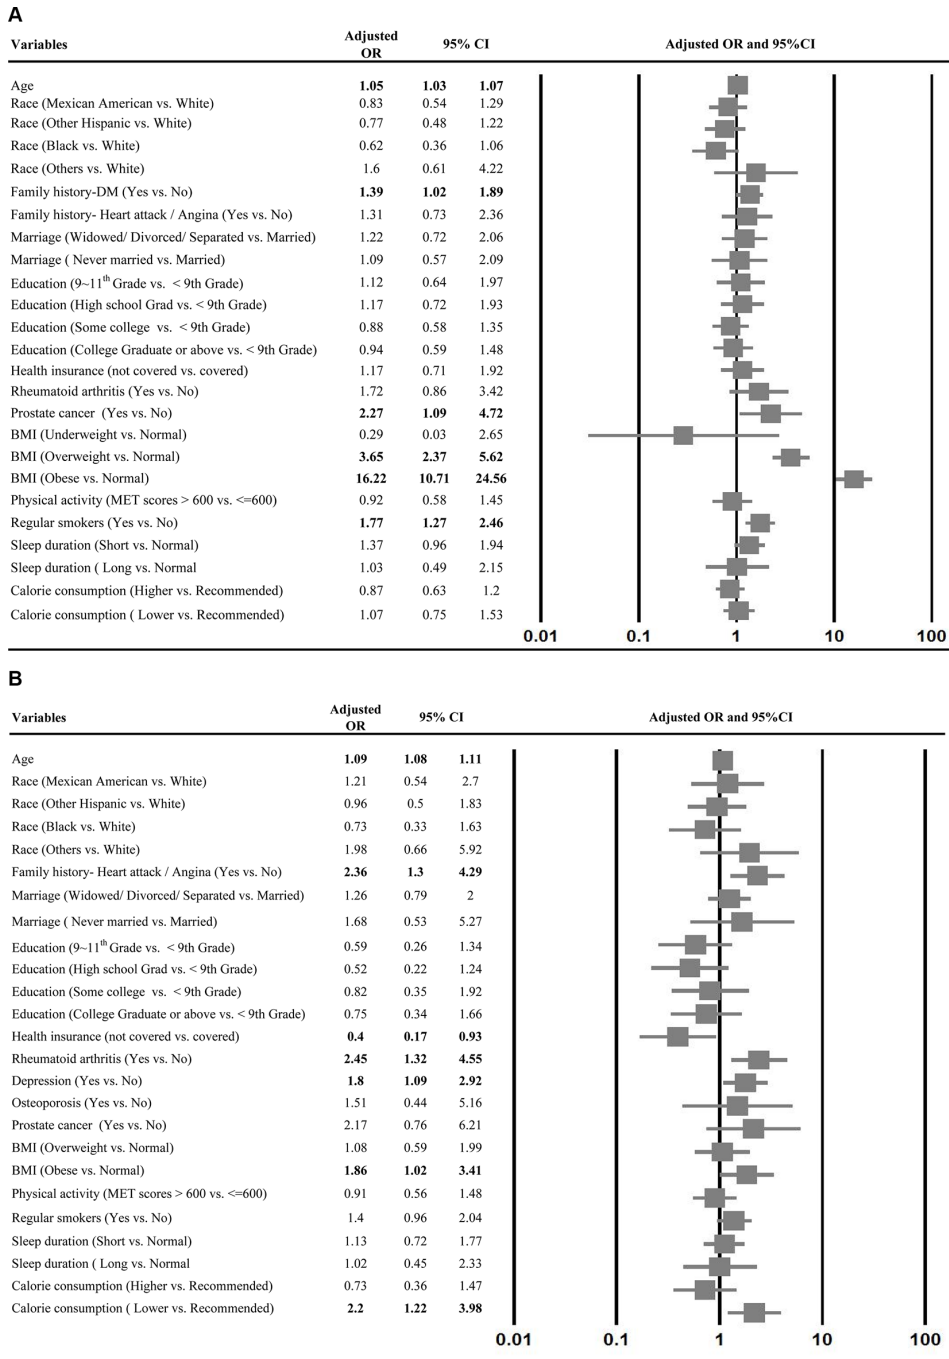 A
Variables Adjusted OR 95% CI Adjusted OR and 95%CI
Age 1.05 1.03 1.07
Race (Mexican American vs. White) 0.83 0.54 1.29
Race (Other Hispanic vs. White) 0.77 0.48 1.22
Race (Black vs. White) 0.62 0.36 1.06
Race (Others vs. White) 1.6 0.61 4.22
Family history-DM (Yes vs. No) 1.39 1.02 1.89
Family history- Heart attack / Angina (Yes vs. No) 1.31 0.73 2.36
Marriage (Widowed/ Divorced/ Separated vs. Married) 1.22 0.72 2.06
Marriage ( Never married vs. Married) 1.09 0.57 2.09
Education (9~11th Grade vs. < 9th Grade) 1.12 0.64 1.97
Education (High school Grad vs. < 9th Grade) 1.17 0.72 1.93
Education (Some college vs. < 9th Grade) 0.88 0.58 1.35
Education (College Graduate or above vs. < 9th Grade) 0.94 0.59 1.48
Health insurance (not covered vs. covered) 1.17 0.71 1.92
Rheumatoid arthritis (Yes vs. No) 1.72 0.86 3.42
Prostate cancer (Yes vs. No) 2.27 1.09 4.72
BMI (Underweight vs. Normal) 0.29 0.03 2.65
BMI (Overweight vs. Normal) 3.65 2.37 5.62
BMI (Obese vs. Normal) 16.22 10.71 24.56
Physical activity (MET scores > 600 vs. <=600) 0.92 0.58 1.45
Regular smokers (Yes vs. No) 1.77 1.27 2.46
Sleep duration (Short vs. Normal) 1.37 0.96 1.94
Sleep duration ( Long vs. Normal 1.03 0.49 2.15
Calorie consumption (Higher vs. Recommended) 0.87 0.63 1.2
Calorie consumption ( Lower vs. Recommended) 1.07 0.75 1.53
0.01 0.1 1 10 100
B
Variables Adjusted OR 95% CI Adjusted OR and 95%CI
Age 1.09 1.08 1.11
Race (Mexican American vs. White) 1.21 0.54 2.7
Race (Other Hispanic vs. White) 0.96 0.5 1.83
Race (Black vs. White) 0.73 0.33 1.63
Race (Others vs. White) 1.98 0.66 5.92
Family history- Heart attack / Angina (Yes vs. No) 2.36 1.3 4.29
Marriage (Widowed/ Divorced/ Separated vs. Married) 1.26 0.79 2
Marriage ( Never married vs. Married) 1.68 0.53 5.27
Education (9~11th Grade vs. < 9th Grade) 0.59 0.26 1.34
Education (High school Grad vs. < 9th Grade) 0.52 0.22 1.24
Education (Some college vs. < 9th Grade) 0.82 0.35 1.92
Education (College Graduate or above vs. < 9th Grade) 0.75 0.34 1.66
Health insurance (not covered vs. covered) 0.4 0.17 0.93
Rheumatoid arthritis (Yes vs. No) 2.45 1.32 4.55
Depression (Yes vs. No) 1.8 1.09 2.92
Osteoporosis (Yes vs. No) 1.51 0.44 5.16
Prostate cancer (Yes vs. No) 2.17 0.76 6.21
BMI (Overweight vs. Normal) 1.08 0.59 1.99
BMI (Obese vs. Normal) 1.86 1.02 3.41
Physical activity (MET scores > 600 vs. <=600) 0.91 0.56 1.48
Regular smokers (Yes vs. No) 1.4 0.96 2.04
Sleep duration (Short vs. Normal) 1.13 0.72 1.77
Sleep duration ( Long vs. Normal 1.02 0.45 2.33
Calorie consumption (Higher vs. Recommended) 0.73 0.36 1.47
Calorie consumption ( Lower vs. Recommended) 2.2 1.22 3.98
0.01 0.1 1 10 100